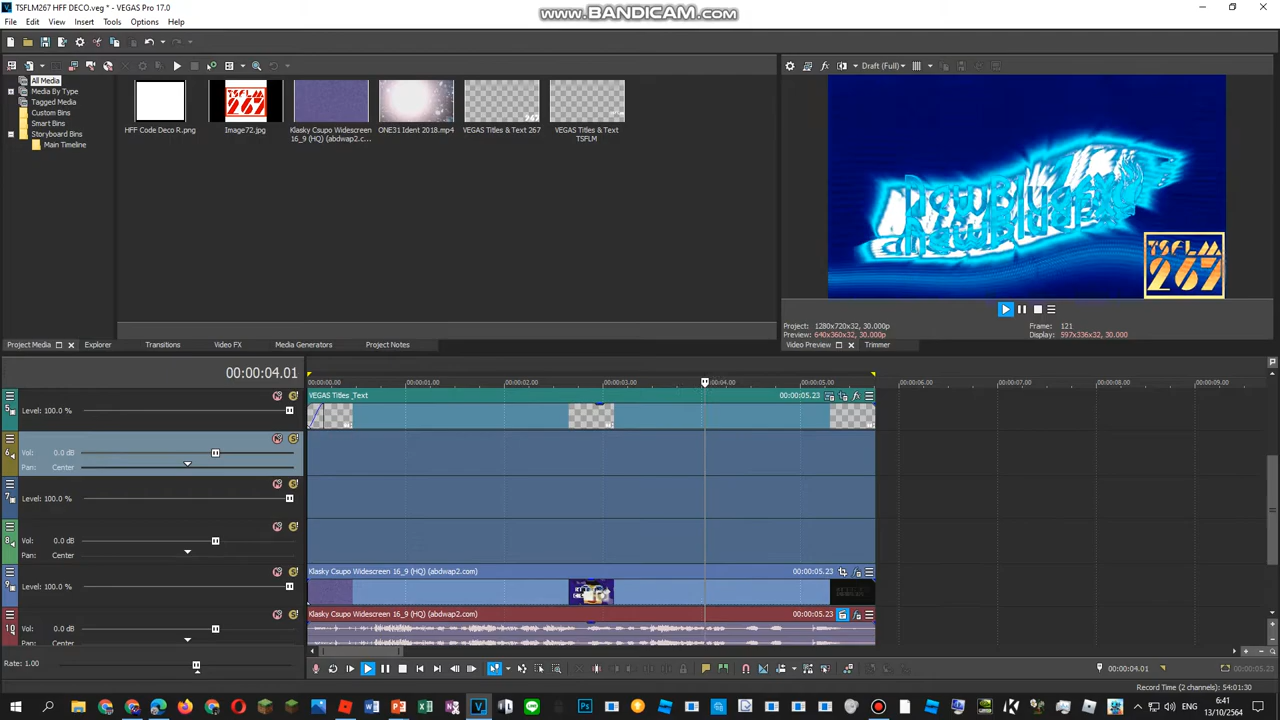 TSFLM267 HFF DECO.veg * - VEGAS Pro 17.0
www.BANDICAM.com
File Edit View Insert Tools Options Help
Draft (Full)
All Media
Media By Type
Tagged Media
Custom Bins
Smart Bins
Storyboard Bins
Main Timeline
HFF Code Deco R.png
Image72.jpg
Klasky Csupo Widescreen 16_9 (HQ) (abdwap2.c...
ONE31 Ident 2018.mp4
VEGAS Titles & Text 267
VEGAS Titles & Text TSFLM
TSFLM
267
Project: 1280x720x32, 30.000p
Preview: 640x360x32, 30.000p
Frame: 121
Display: 597x336x32, 30.000
Project Media
Explorer
Transitions
Video FX
Media Generators
Project Notes
Video Preview
Trimmer
00:00:04.01
00:00:00.00 00:00:01.00 00:00:02.00 00:00:03.00 00:00:04.00 00:00:05.00 00:00:06.00 00:00:07.00 00:00:08.00 00:00:09.00
5 Level: 100.0 %
VEGAS Titles_Text 00:00:05.23
6 Vol: 0.0 dB
Pan: Center
7 Level: 100.0 %
8 Vol: 0.0 dB
Pan: Center
9 Level: 100.0 %
Klasky Csupo Widescreen 16_9 (HQ) (abdwap2.com) 00:00:05.23
10 Vol: 0.0 dB
Pan: Center
Klasky Csupo Widescreen 16_9 (HQ) (abdwap2.com) 00:00:05.23
Rate: 1.00
00:00:04.01
00:00:05.23
Record Time (2 channels): 54:01:30
ENG
6:41
13/10/2564